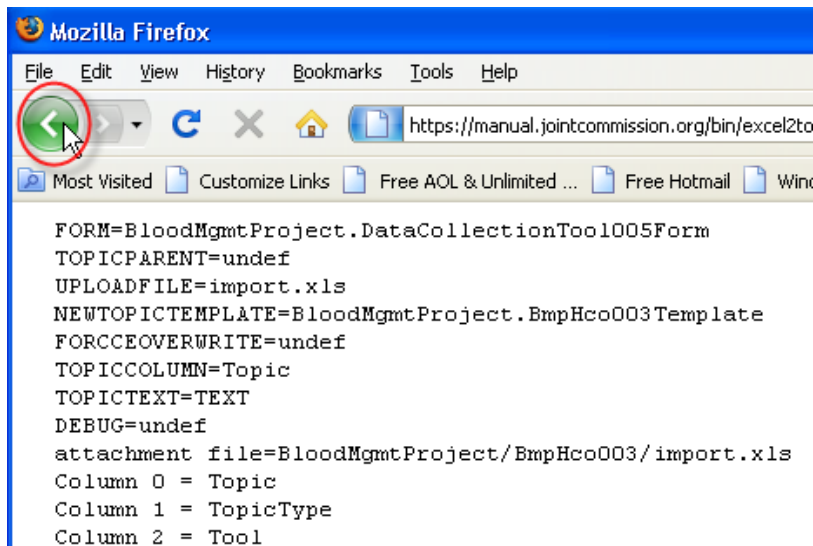 Mozilla Firefox
File Edit View History Bookmarks Tools Help
https://manual.jointcommission.org/bin/excel2to
Most Visited Customize Links Free AOL & Unlimited ... Free Hotmail Wind
FORM=BloodMgmtProject.DataCollectionTool005Form
TOPICPARENT=undef
UPLOADFILE=import.xls
NEWTOPICTEMPLATE=BloodMgmtProject.BmpHco003Template
FORCCEOVERWRITE=undef
TOPICCOLUMN=Topic
TOPICTEXT=TEXT
DEBUG=undef
attachment file=BloodMgmtProject/BmpHco003/import.xls
Column 0 = Topic
Column 1 = TopicType
Column 2 = Tool